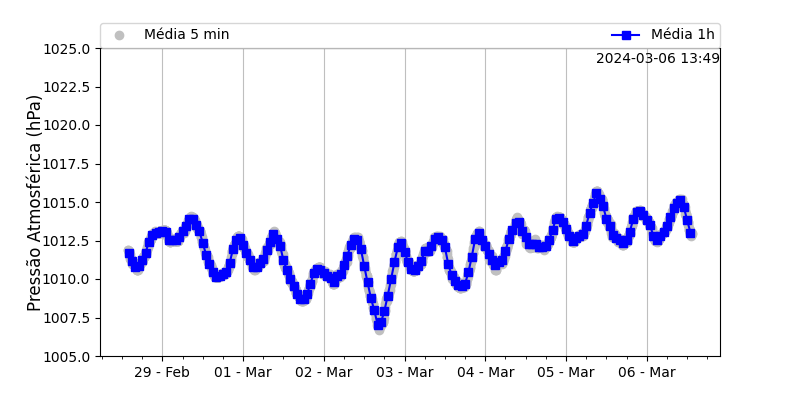 Média 5 min
Média 1h
2024-03-06 13:49
Pressão Atmosférica (hPa)
1025.0
1022.5
1020.0
1017.5
1015.0
1012.5
1010.0
1007.5
1005.0
29 - Feb
01 - Mar
02 - Mar
03 - Mar
04 - Mar
05 - Mar
06 - Mar